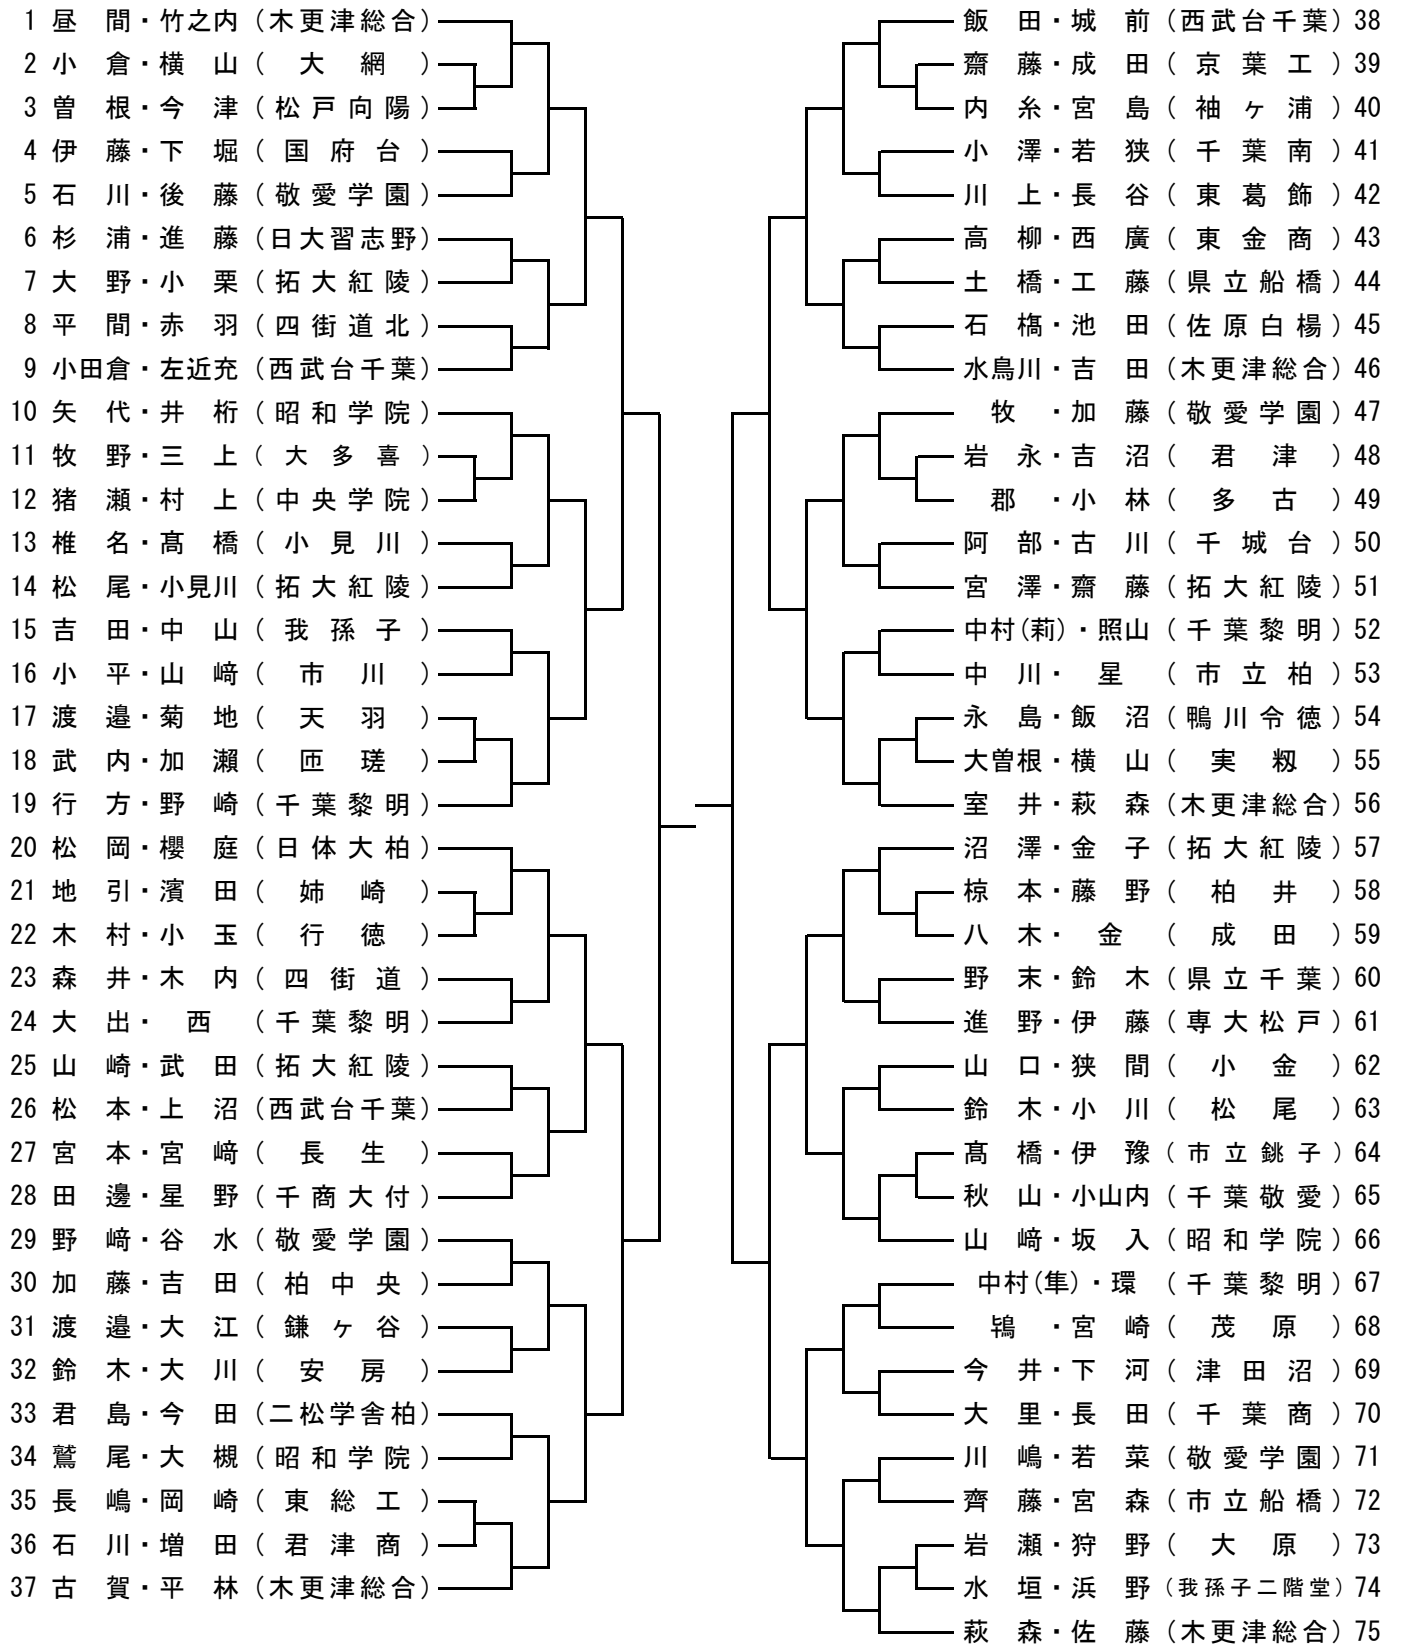 1 昼 間・竹之内 (木更津総合)
2 小 倉・横 山 ( 大 網 )
3 曽 根・今 津 (松戸向陽)
4 伊 藤・下 堀 ( 国 府 台 )
5 石 川・後 藤 (敬愛学園)
6 杉 浦・進 藤 (日大習志野)
7 大 野・小 栗 (拓大紅陵)
8 平 間・赤 羽 (四街道北)
9 小田倉・左近充 (西武台千葉)
10 矢 代・井 桁 (昭和学院)
11 牧 野・三 上 ( 大 多 喜 )
12 猪 瀬・村 上 (中央学院)
13 椎 名・髙 橋 ( 小 見 川 )
14 松 尾・小見川 (拓大紅陵)
15 吉 田・中 山 ( 我 孫 子 )
16 小 平・山 﨑 ( 市 川 )
17 渡 邉・菊 地 ( 天 羽 )
18 武 内・加 瀨 ( 匝 瑳 )
19 行 方・野 崎 (千葉黎明)
20 松 岡・櫻 庭 (日体大柏)
21 地 引・濱 田 ( 姉 崎 )
22 木 村・小 玉 ( 行 徳 )
23 森 井・木 内 ( 四 街 道 )
24 大 出・ 西 (千葉黎明)
25 山 崎・武 田 (拓大紅陵)
26 松 本・上 沼 (西武台千葉)
27 宮 本・宮 﨑 ( 長 生 )
28 田 邊・星 野 (千商大付)
29 野 﨑・谷 水 (敬愛学園)
30 加 藤・吉 田 ( 柏 中 央 )
31 渡 邉・大 江 ( 鎌 ヶ 谷 )
32 鈴 木・大 川 ( 安 房 )
33 君 島・今 田 (二松学舎柏)
34 鷲 尾・大 槻 (昭和学院)
35 長 嶋・岡 崎 ( 東 総 工 )
36 石 川・増 田 ( 君 津 商 )
37 古 賀・平 林 (木更津総合)
飯 田・城 前 (西武台千葉) 38
齋 藤・成 田 ( 京 葉 工 ) 39
内 糸・宮 島 ( 袖 ヶ 浦 ) 40
小 澤・若 狭 ( 千 葉 南 ) 41
川 上・長 谷 ( 東 葛 飾 ) 42
高 柳・西 廣 ( 東 金 商 ) 43
土 橋・工 藤 (県立船橋) 44
石 𣘺・池 田 (佐原白楊) 45
水鳥川・吉 田 (木更津総合) 46
牧 ・加 藤 (敬愛学園) 47
岩 永・吉 沼 ( 君 津 ) 48
郡 ・小 林 ( 多 古 ) 49
阿 部・古 川 ( 千 城 台 ) 50
宮 澤・齋 藤 (拓大紅陵) 51
中村(莉)・照山 (千葉黎明) 52
中 川・ 星 ( 市 立 柏 ) 53
永 島・飯 沼 (鴨川令徳) 54
大曽根・横 山 ( 実 籾 ) 55
室 井・萩 森 (木更津総合) 56
沼 澤・金 子 (拓大紅陵) 57
椋 本・藤 野 ( 柏 井 ) 58
八 木・ 金 ( 成 田 ) 59
野 末・鈴 木 (県立千葉) 60
進 野・伊 藤 (専大松戸) 61
山 口・狭 間 ( 小 金 ) 62
鈴 木・小 川 ( 松 尾 ) 63
髙 橋・伊 豫 (市立銚子) 64
秋 山・小山内 (千葉敬愛) 65
山 﨑・坂 入 (昭和学院) 66
中村(隼)・環 (千葉黎明) 67
鴇 ・宮 崎 ( 茂 原 ) 68
今 井・下 河 ( 津 田 沼 ) 69
大 里・長 田 ( 千 葉 商 ) 70
川 嶋・若 菜 (敬愛学園) 71
齊 藤・宮 森 (市立船橋) 72
岩 瀬・狩 野 ( 大 原 ) 73
水 垣・浜 野 (我孫子二階堂) 74
萩 森・佐 藤 (木更津総合) 75